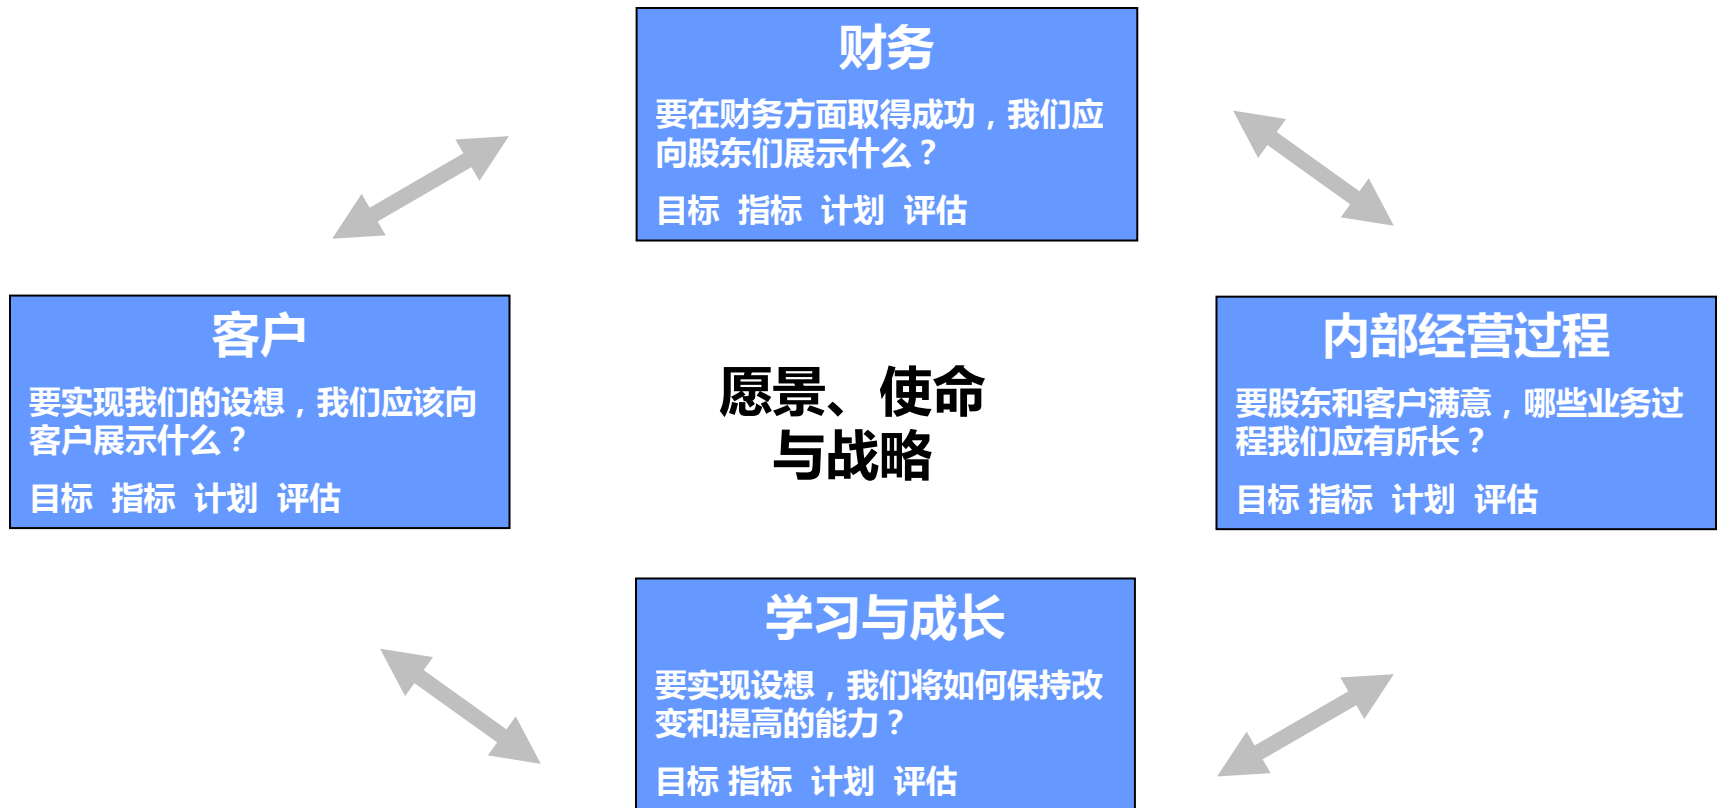 财务
要在财务方面取得成功，我们应
向股东们展示什么？
目标 指标 计划 评估
客户
要实现我们的设想，我们应该向
客户展示什么？
目标 指标 计划 评估
愿景、使命
与战略
内部经营过程
要股东和客户满意，哪些业务过
程我们应有所长？
目标 指标 计划 评估
学习与成长
要实现设想，我们将如何保持改
变和提高的能力？
目标 指标 计划 评估